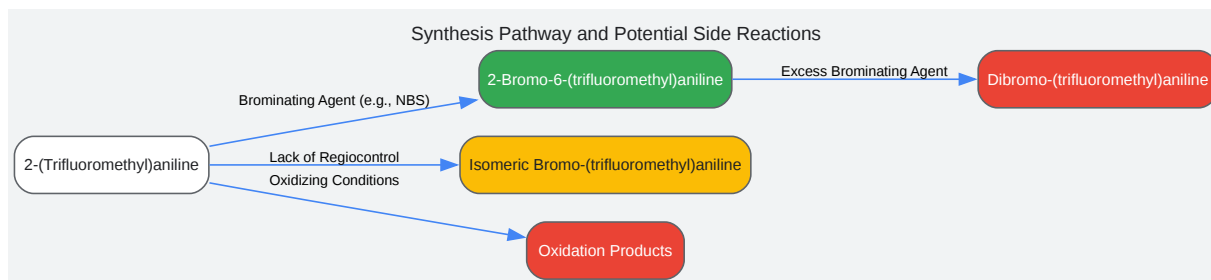 Synthesis Pathway and Potential Side Reactions
2-Bromo-6-(trifluoromethyl)aniline
Excess Brominating Agent
Dibromo-(trifluoromethyl)aniline
Brominating Agent (e.g., NBS)
2-(Trifluoromethyl)aniline
Lack of Regiocontrol
Isomeric Bromo-(trifluoromethyl)aniline
Oxidizing Conditions
Oxidation Products